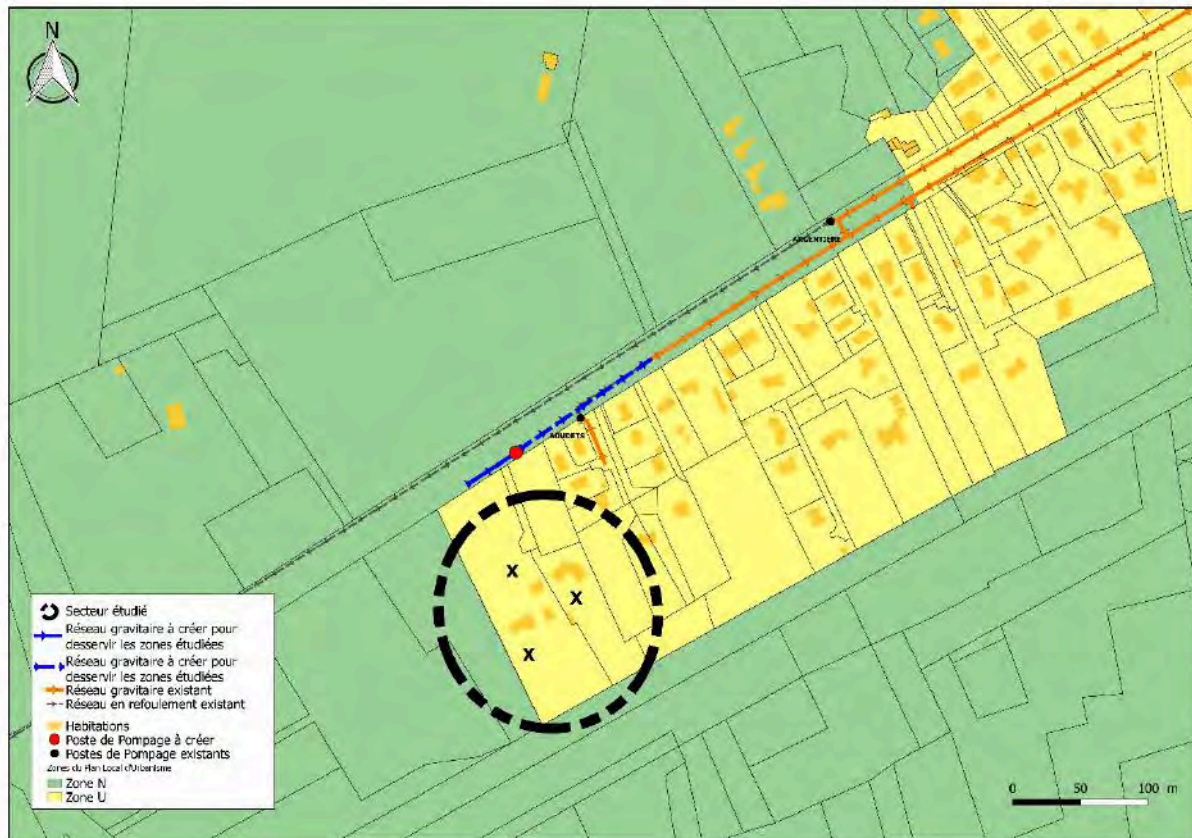 N
ARGENTIERE
AOUDETS
X
X
X
Secteur étudié
Réseau gravitaire à créer pour
desservir les zones étudiées
Réseau gravitaire à créer pour
desservir les zones étudiées
Réseau gravitaire existant
Réseau en refoulement existant
Habitations
Poste de Pompage à créer
Postes de Pompage existants
Zones du Plan Local d'Urbanisme
Zone N
Zone U
0 50 100 m